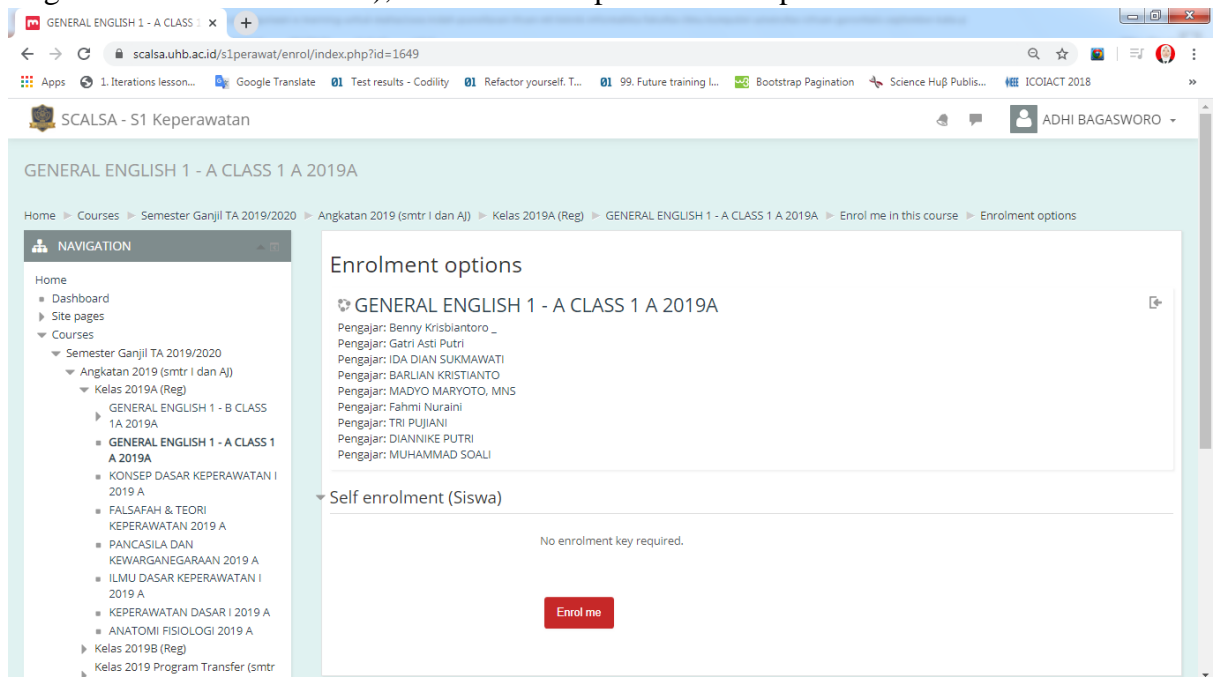 GENERAL ENGLISH 1 - A CLASS 1
scalsa.uhb.ac.id/s1perawat/enrol/index.php?id=1649
Apps 1. Iterations lesson... Google Translate Test results - Codility Refactor yourself. T... 99. Future training l... Bootstrap Pagination Science Huβ Publis... ICOIACT 2018 »
SCALSA - S1 Keperawatan ADHI BAGASWORO
GENERAL ENGLISH 1 - A CLASS 1 A 2019A
Home Courses Semester Ganjil TA 2019/2020 Angkatan 2019 (smtr I dan AJ) Kelas 2019A (Reg) GENERAL ENGLISH 1 - A CLASS 1 A 2019A Enrol me in this course Enrolment options
NAVIGATION
Home
Dashboard
Site pages
Courses
Semester Ganjil TA 2019/2020
Angkatan 2019 (smtr I dan AJ)
Kelas 2019A (Reg)
GENERAL ENGLISH 1 - B CLASS
1A 2019A
GENERAL ENGLISH 1 - A CLASS 1
A 2019A
KONSEP DASAR KEPERAWATAN I
2019 A
FALSAFAH & TEORI
KEPERAWATAN 2019 A
PANCASILA DAN
KEWARGANEGARAAN 2019 A
ILMU DASAR KEPERAWATAN I
2019 A
KEPERAWATAN DASAR I 2019 A
ANATOMI FISIOLOGI 2019 A
Kelas 2019B (Reg)
Kelas 2019 Program Transfer (smtr
Enrolment options
GENERAL ENGLISH 1 - A CLASS 1 A 2019A
Pengajar: Benny Krisbiantoro _
Pengajar: Gatri Asti Putri
Pengajar: IDA DIAN SUKMAWATI
Pengajar: BARLIAN KRISTIANTO
Pengajar: MADYO MARYOTO, MNS
Pengajar: Fahmi Nuraini
Pengajar: TRI PUJIANI
Pengajar: DIANNIKE PUTRI
Pengajar: MUHAMMAD SOALI
Self enrolment (Siswa)
No enrolment key required.
Enrol me